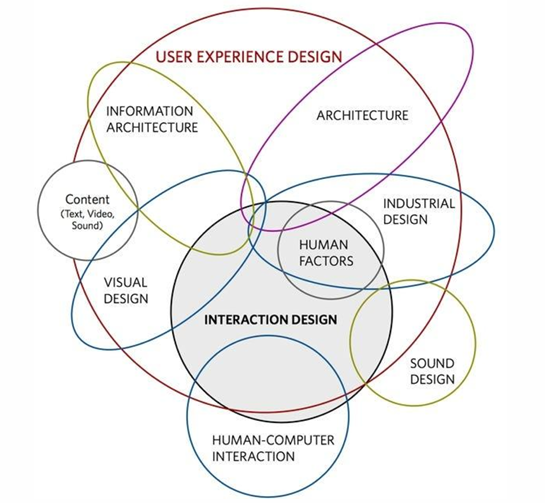 USER EXPERIENCE DESIGN
INFORMATION
ARCHITECTURE
ARCHITECTURE
Content
(Text, Video,
Sound)
INDUSTRIAL
DESIGN
HUMAN
FACTORS
VISUAL
DESIGN
INTERACTION DESIGN
SOUND
DESIGN
HUMAN-COMPUTER
INTERACTION